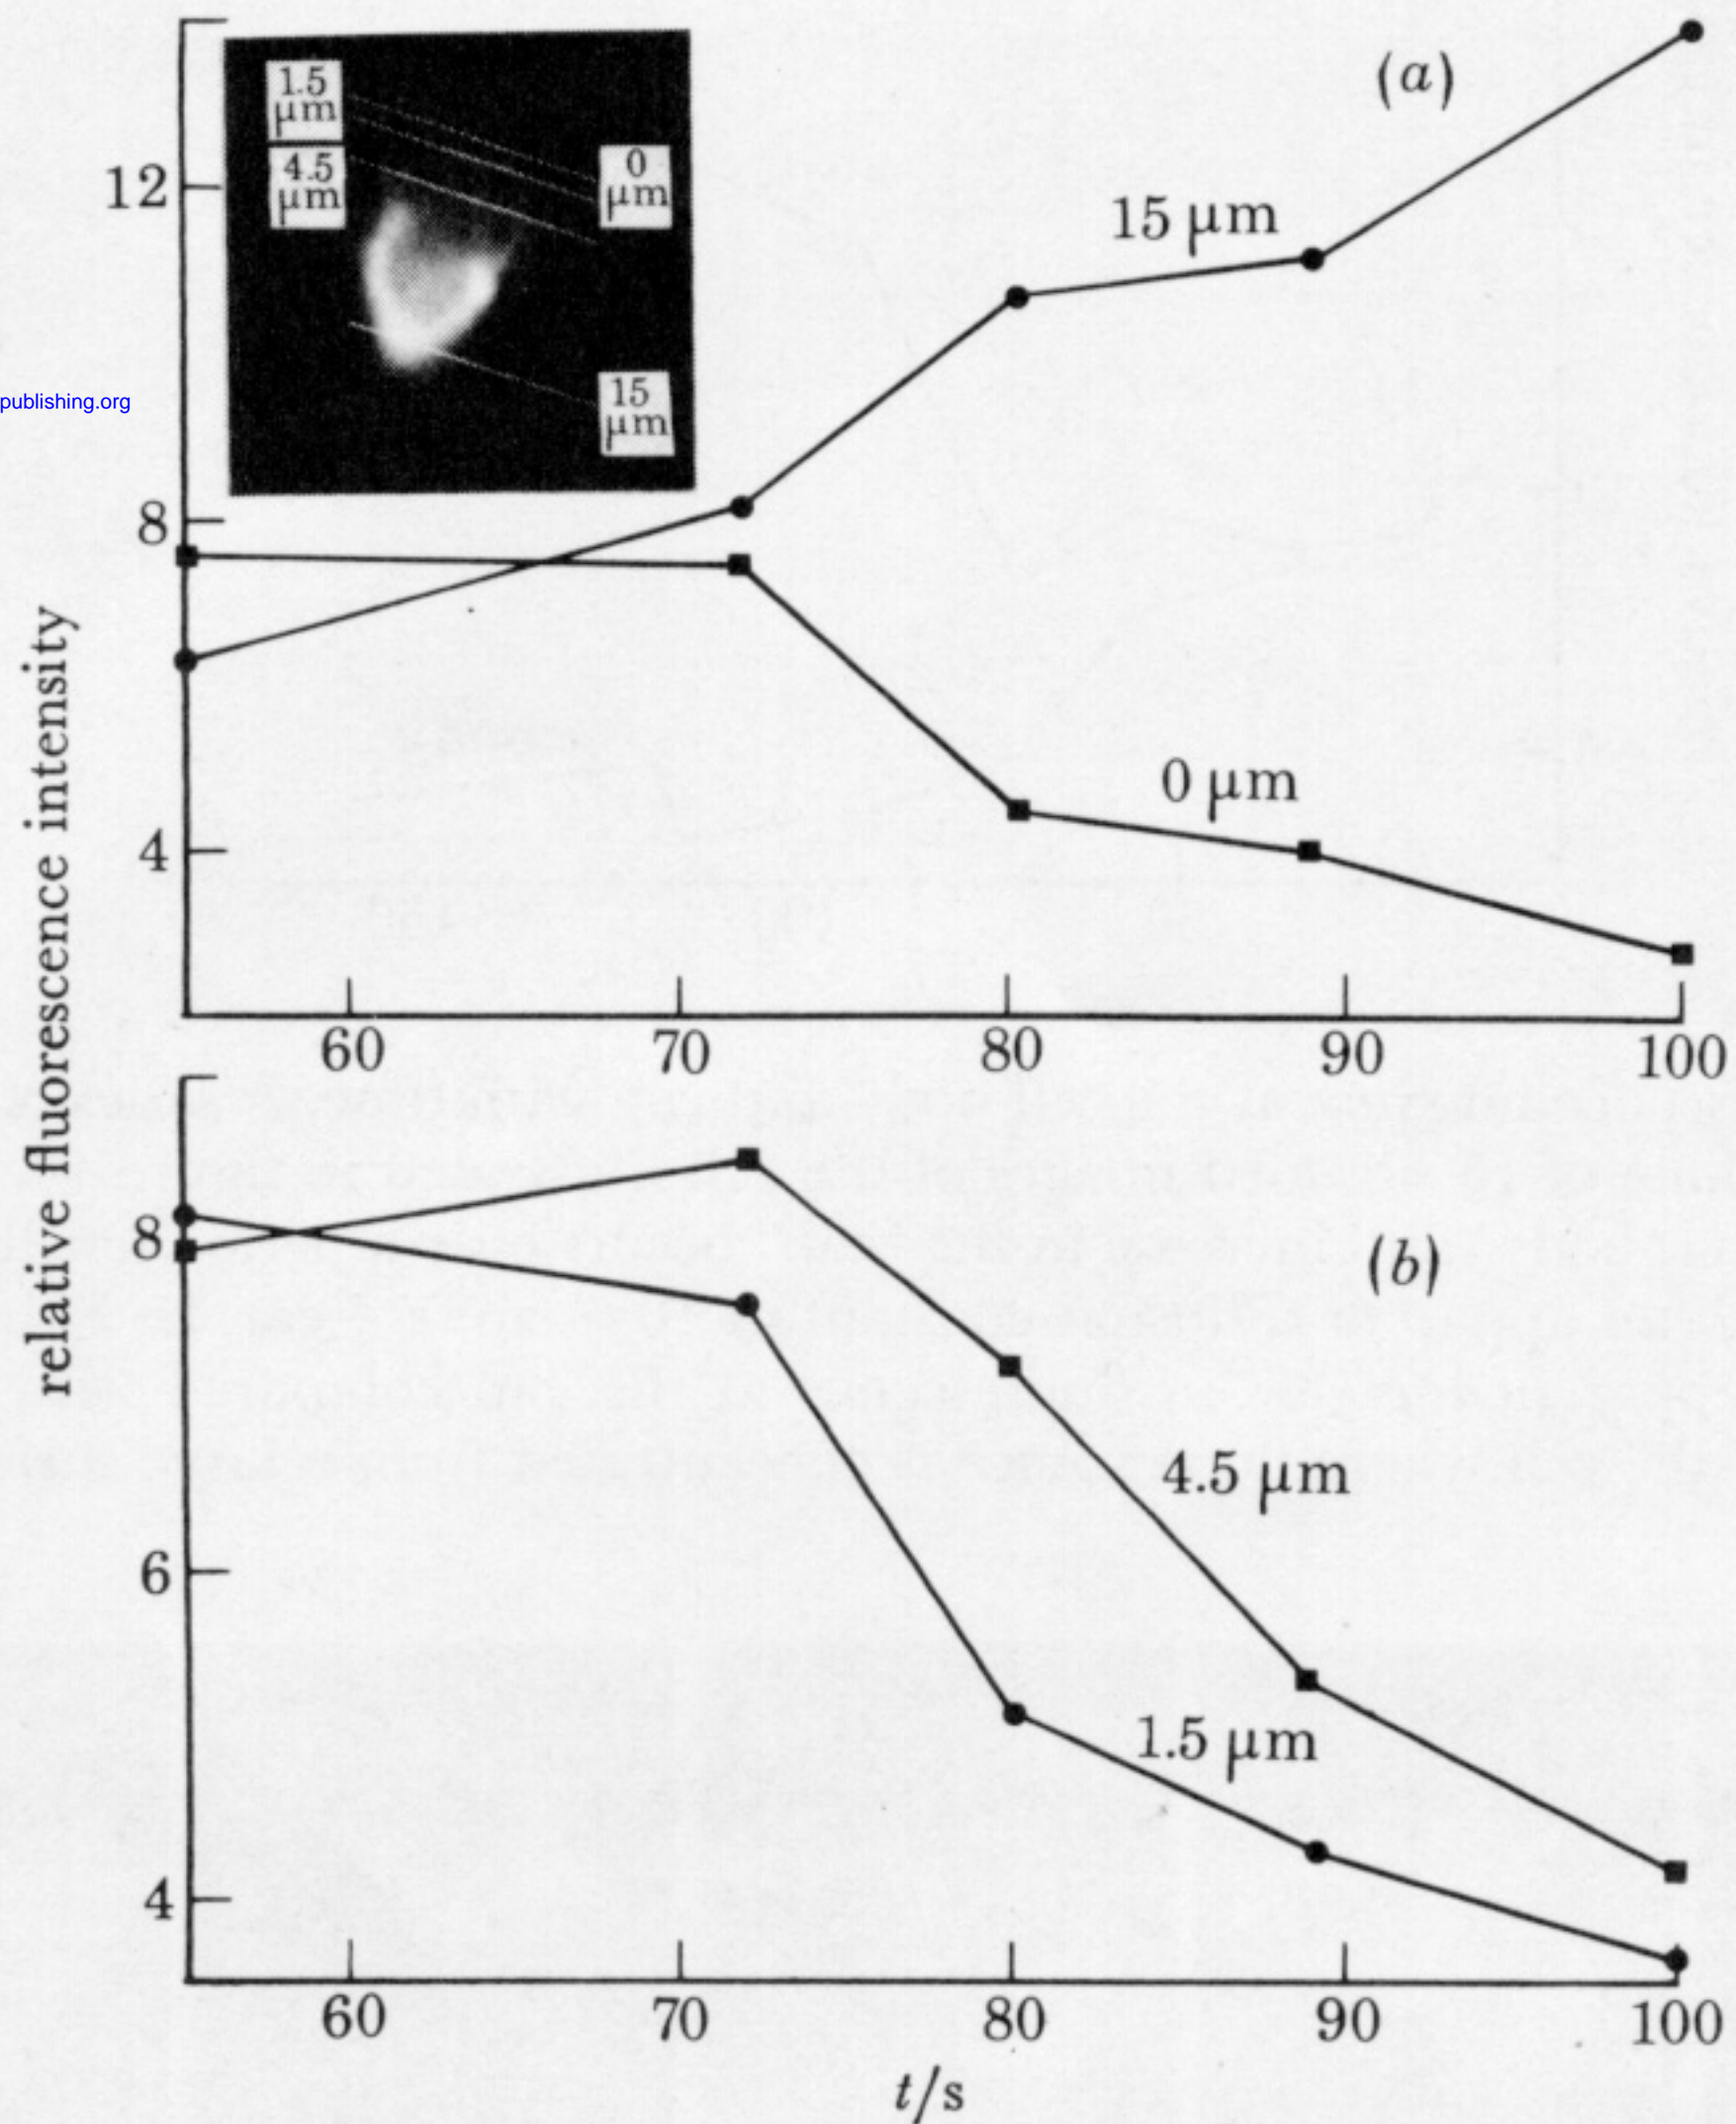 (a)
1.5
μm
4.5
μm
0
μm
15
μm
12
8
4
15 μm
0 μm
60 70 80 90 100
publishing.org
relative fluorescence intensity
(b)
8
6
4
4.5 μm
1.5 μm
60 70 80 90 100
t/s